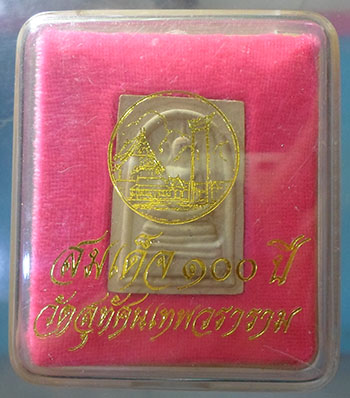 สมเด็จ ๑๐๐ ปี
วัดสุทัศนเทพวราราม